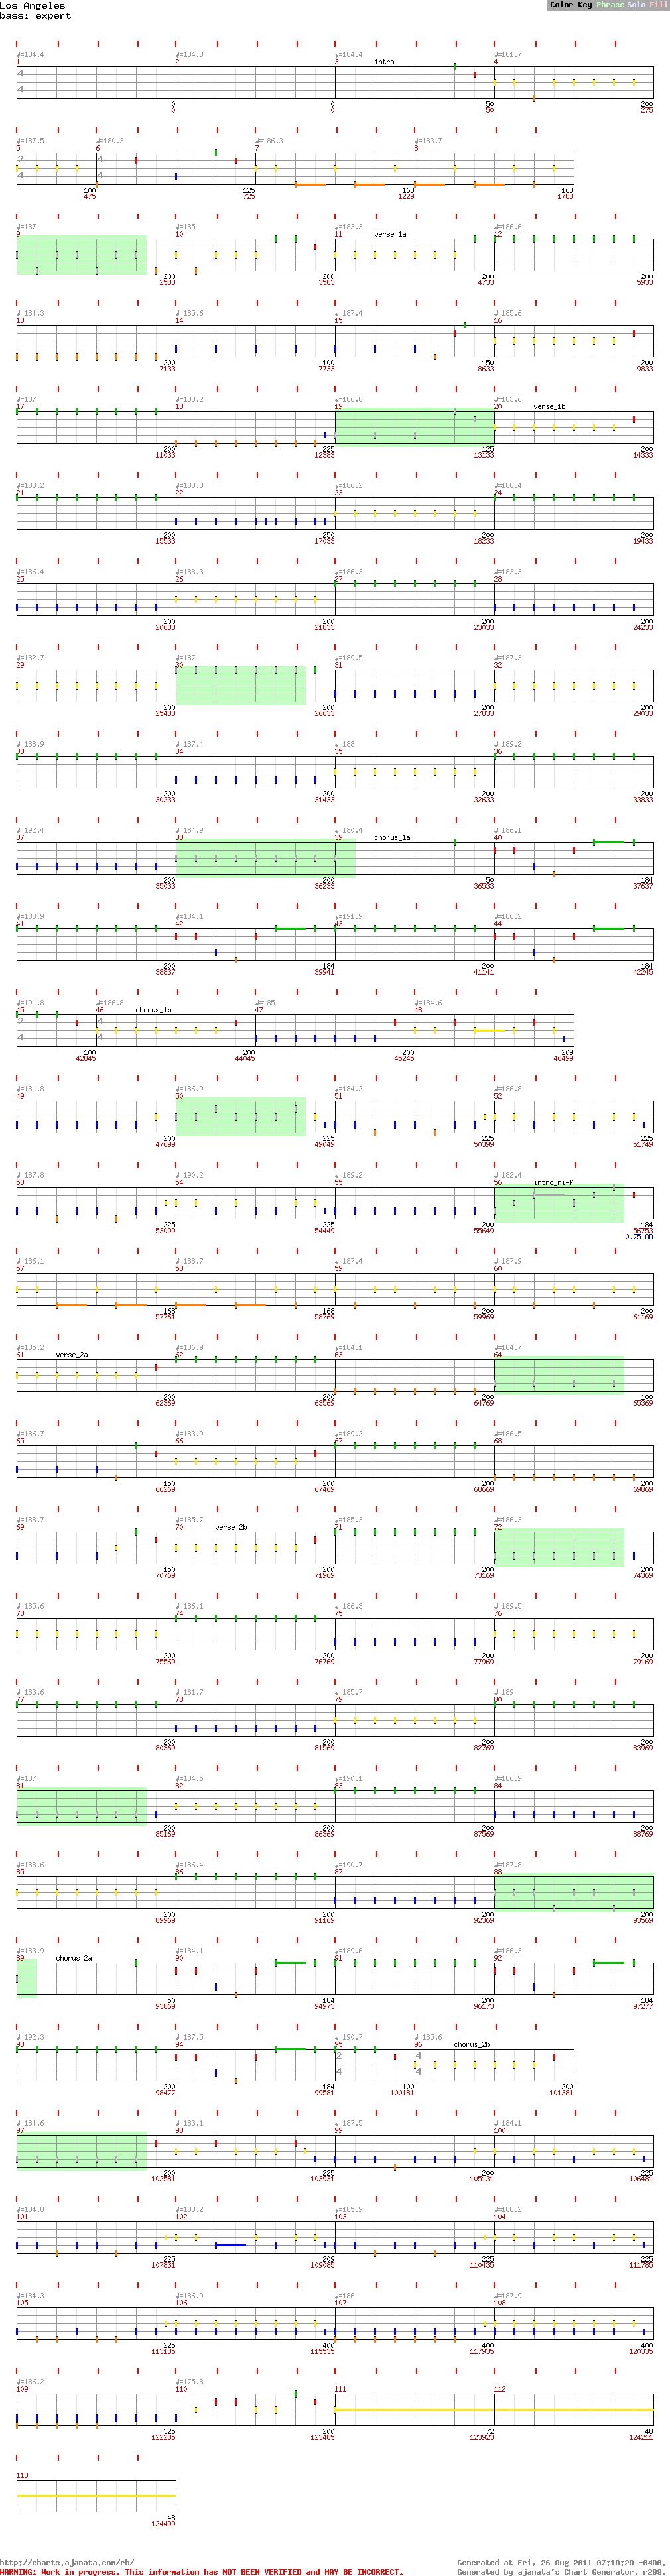 Los Angeles
bass: expert
Color Key Phrase Solo Fill
♩=184.4 ♩=184.3 ♩=184.4 ♩=181.7
1 2 3 intro 4
4
4
0 0 50 200
0 0 50 275
♩=187.5 ♩=180.3 ♩=186.3 ♩=183.7
5 6 7 8
2 4
4 4
100 125 168 168
475 725 1229 1783
♩=187 ♩=185 ♩=183.3 ♩=186.6
9 10 11 verse_1a 12
200 200 200 200
2583 3583 4733 5933
♩=184.3 ♩=185.6 ♩=187.4 ♩=185.6
13 14 15 16
200 100 150 200
7133 7733 8633 9833
♩=187 ♩=188.2 ♩=186.8 ♩=183.6
17 18 19 20 verse_1b
200 225 125 200
11033 12383 13133 14333
♩=188.2 ♩=183.8 ♩=186.2 ♩=188.4
21 22 23 24
200 250 200 200
15533 17033 18233 19433
♩=186.4 ♩=188.3 ♩=186.3 ♩=183.3
25 26 27 28
200 200 200 200
20633 21833 23033 24233
♩=182.7 ♩=187 ♩=189.5 ♩=187.3
29 30 31 32
200 200 200 200
25433 26633 27833 29033
♩=188.9 ♩=187.4 ♩=188 ♩=189.2
33 34 35 36
200 200 200 200
30233 31433 32633 33833
♩=192.4 ♩=184.9 ♩=180.4 ♩=186.1
37 38 39 chorus_1a 40
200 200 50 184
35033 36233 36533 37637
♩=188.9 ♩=184.1 ♩=191.9 ♩=186.2
41 42 43 44
200 184 200 184
38837 39941 41141 42245
♩=191.8 ♩=186.8 ♩=185 ♩=184.6
45 46 chorus_1b 47 48
2 4
4 4
100 200 200 209
42845 44045 45245 46499
♩=181.8 ♩=186.9 ♩=184.2 ♩=186.8
49 50 51 52
200 225 225 225
47699 49049 50399 51749
♩=187.8 ♩=190.2 ♩=189.2 ♩=182.4
53 54 55 56 intro_riff
225 225 200 184
53099 54449 55649 56753
0.75 OD
♩=186.1 ♩=188.7 ♩=187.4 ♩=187.9
57 58 59 60
168 168 200 200
57761 58769 59969 61169
♩=185.2 ♩=186.9 ♩=184.1 ♩=184.7
61 verse_2a 62 63 64
200 200 200 100
62369 63569 64769 65369
♩=186.7 ♩=183.9 ♩=189.2 ♩=186.5
65 66 67 68
150 200 200 200
66269 67469 68669 69869
♩=188.7 ♩=185.7 ♩=185.3 ♩=186.3
69 70 verse_2b 71 72
150 200 200 200
70769 71969 73169 74369
♩=185.6 ♩=186.1 ♩=186.3 ♩=189.5
73 74 75 76
200 200 200 200
75569 76769 77969 79169
♩=183.6 ♩=181.7 ♩=185.7 ♩=189
77 78 79 80
200 200 200 200
80369 81569 82769 83969
♩=187 ♩=184.5 ♩=190.1 ♩=186.9
81 82 83 84
200 200 200 200
85169 86369 87569 88769
♩=188.6 ♩=186.4 ♩=190.7 ♩=187.8
85 86 87 88
200 200 200 200
89969 91169 92369 93569
♩=183.9 ♩=184.1 ♩=189.6 ♩=186.3
89 chorus_2a 90 91 92
50 184 200 184
93869 94973 96173 97277
♩=192.3 ♩=187.5 ♩=190.7 ♩=185.6
93 94 95 96 chorus_2b
2 4
4 4
200 184 100 200
98477 99581 100181 101381
♩=184.6 ♩=183.1 ♩=187.5 ♩=184.1
97 98 99 100
200 225 200 225
102581 103931 105131 106481
♩=184.8 ♩=183.2 ♩=185.9 ♩=188.2
101 102 103 104
225 209 225 225
107831 109085 110435 111785
♩=184.3 ♩=186.9 ♩=186 ♩=187.9
105 106 107 108
225 400 400 400
113135 115535 117935 120335
♩=186.2 ♩=175.8
109 110 111 112
325 200 72 48
122285 123485 123923 124211
113
48
124499
http://charts.ajanata.com/rb/ Generated at Fri, 26 Aug 2011 07:10:20 -0400.
WARNING: Work in progress. This information has NOT BEEN VERIFIED and MAY BE INCORRECT. Generated by ajanata's Chart Generator, r299.